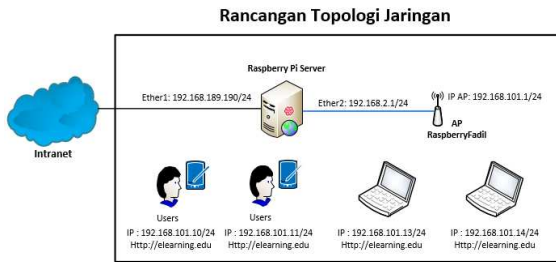 Rancangan Topologi Jaringan
Raspberry Pi Server
Ether1: 192.168.189.190/24
Ether2: 192.168.2.1/24
IP AP: 192.168.101.1/24
AP
RaspberryFadil
Intranet
Users
IP : 192.168.101.10/24
Http://elearning.edu
Users
IP : 192.168.101.11/24
Http://elearning.edu
IP : 192.168.101.13/24
Http://elearning.edu
IP : 192.168.101.14/24
Http://elearning.edu